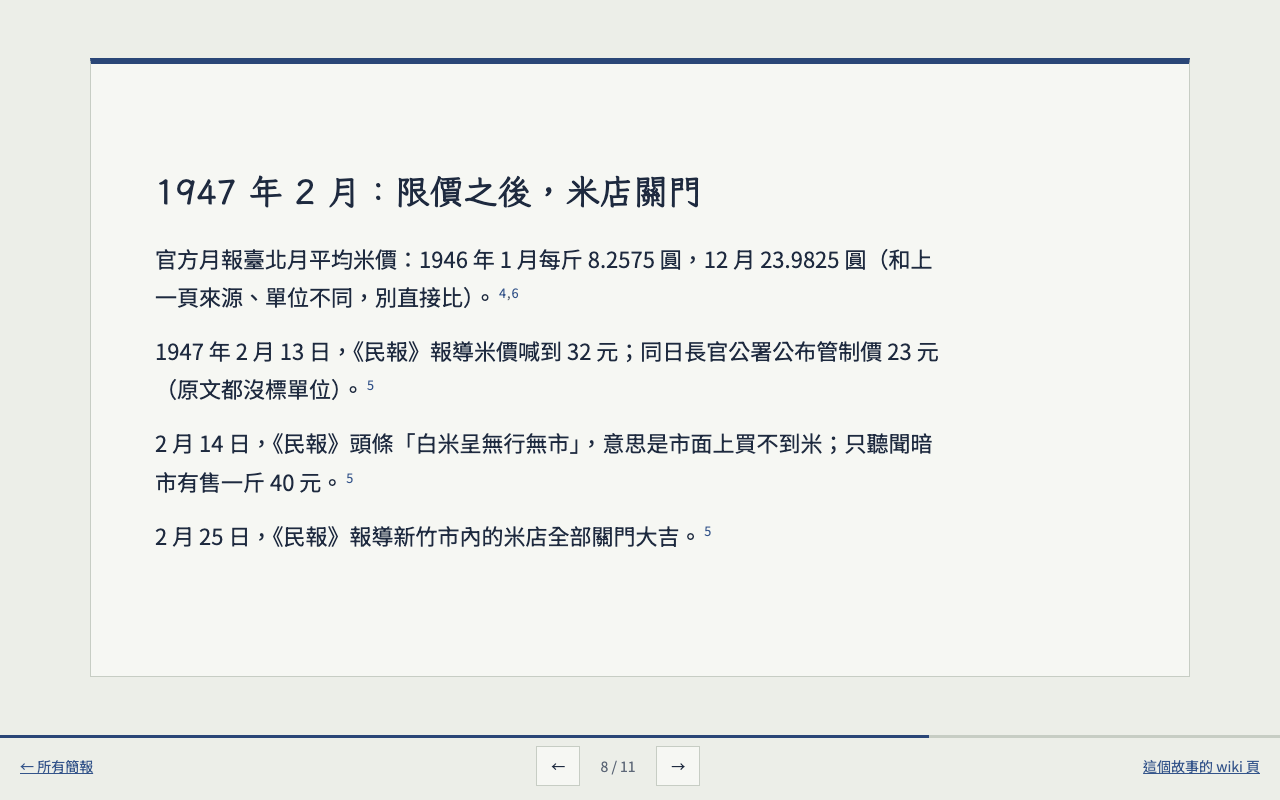 1947 年 2 月：限價之後，米店關門
官方月報臺北月平均米價：1946 年 1 月每斤 8.2575 圓，12 月 23.9825 圓（和上
一頁來源、單位不同，別直接比）。4,6
1947 年 2 月 13 日，《民報》報導米價喊到 32 元；同日長官公署公布管制價 23 元
（原文都沒標單位）。5
2 月 14 日，《民報》頭條「白米呈無行無市」，意思是市面上買不到米；只聽聞暗
市有售一斤 40 元。5
2 月 25 日，《民報》報導新竹市內的米店全部關門大吉。5
← 所有簡報
←
8 / 11
→
這個故事的 wiki 頁